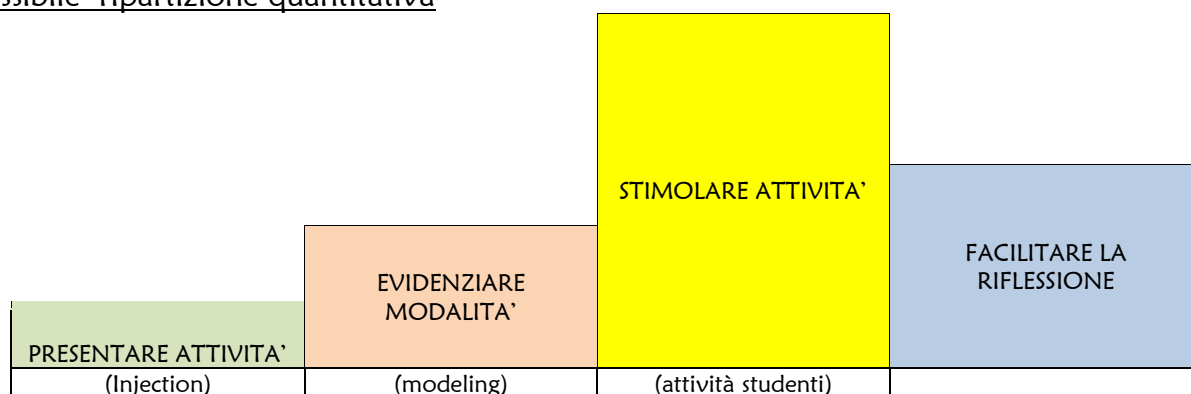 ripartizione quantitativa
STIMOLARE ATTIVITA’
FACILITARE LA
RIFLESSIONE
EVIDENZIARE
MODALITA’
PRESENTARE ATTIVITA’
(Injection)
(modeling)
(attività studenti)